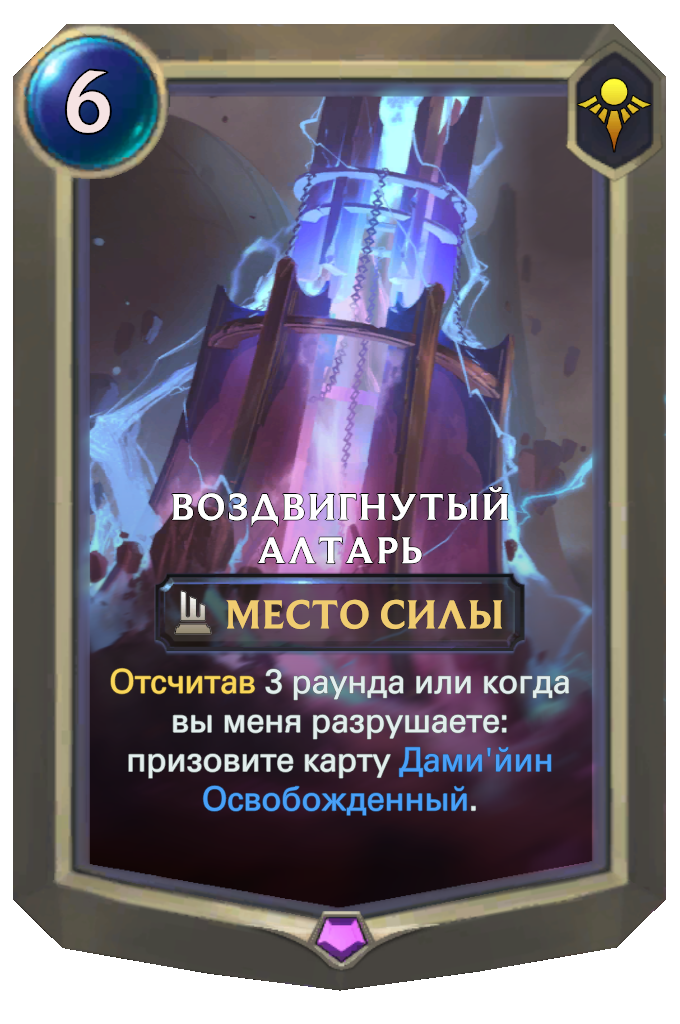 6
ВОЗДВИГНУТЫЙ
АЛТАРЬ
МЕСТО СИЛЫ
Отсчитав 3 раунда или когда
вы меня разрушаете:
призовите карту Дами'йин
Освобожденный.